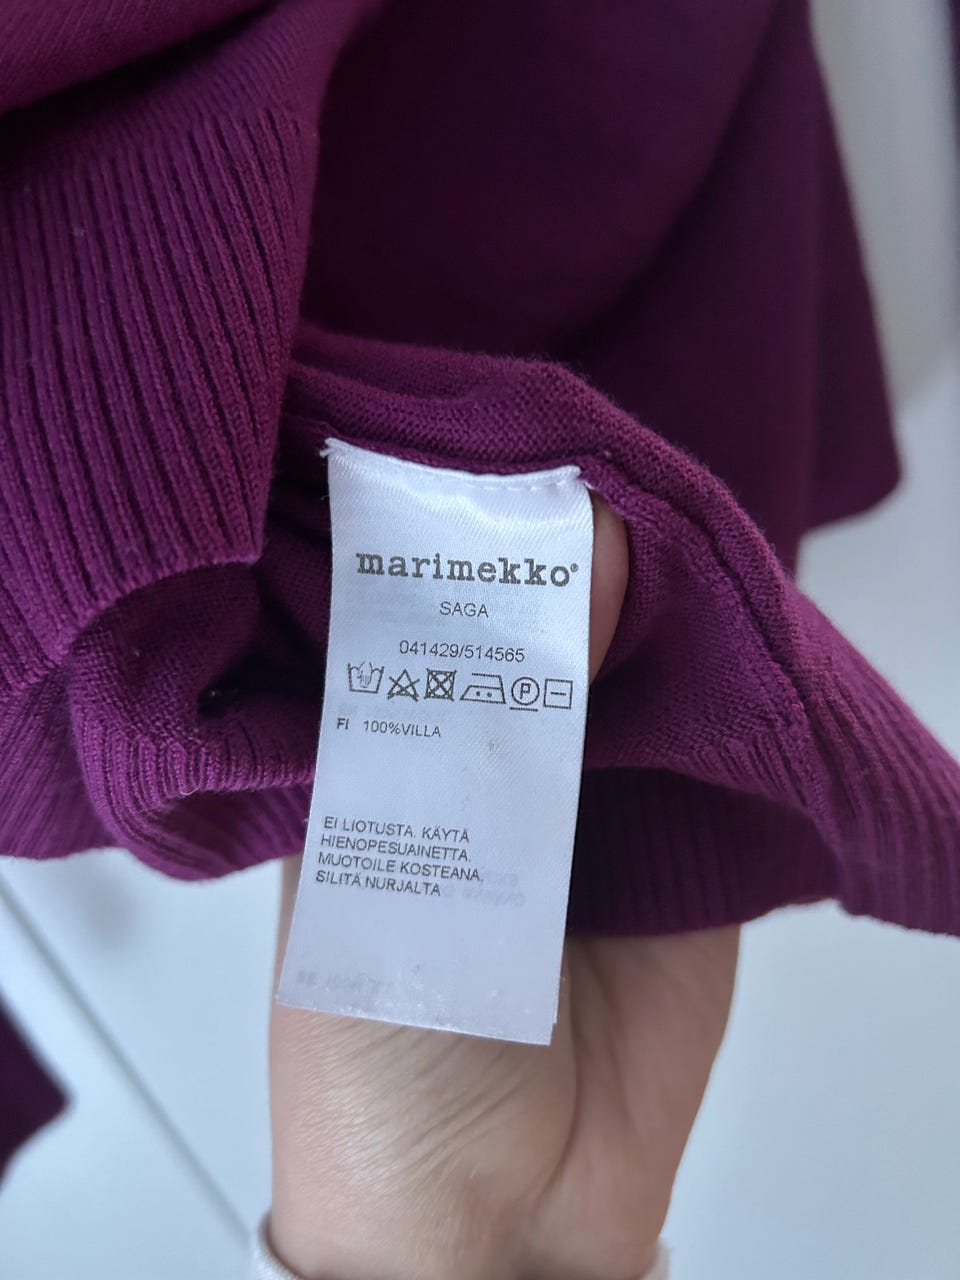 marimekko®
SAGA
041429/514565
P
FI 100%VILLA
EI LIOTUSTA. KÄYTÄ
HIENOPESUAINETTA.
MUOTOILE KOSTEANA,
SILITÄ NURJALTA